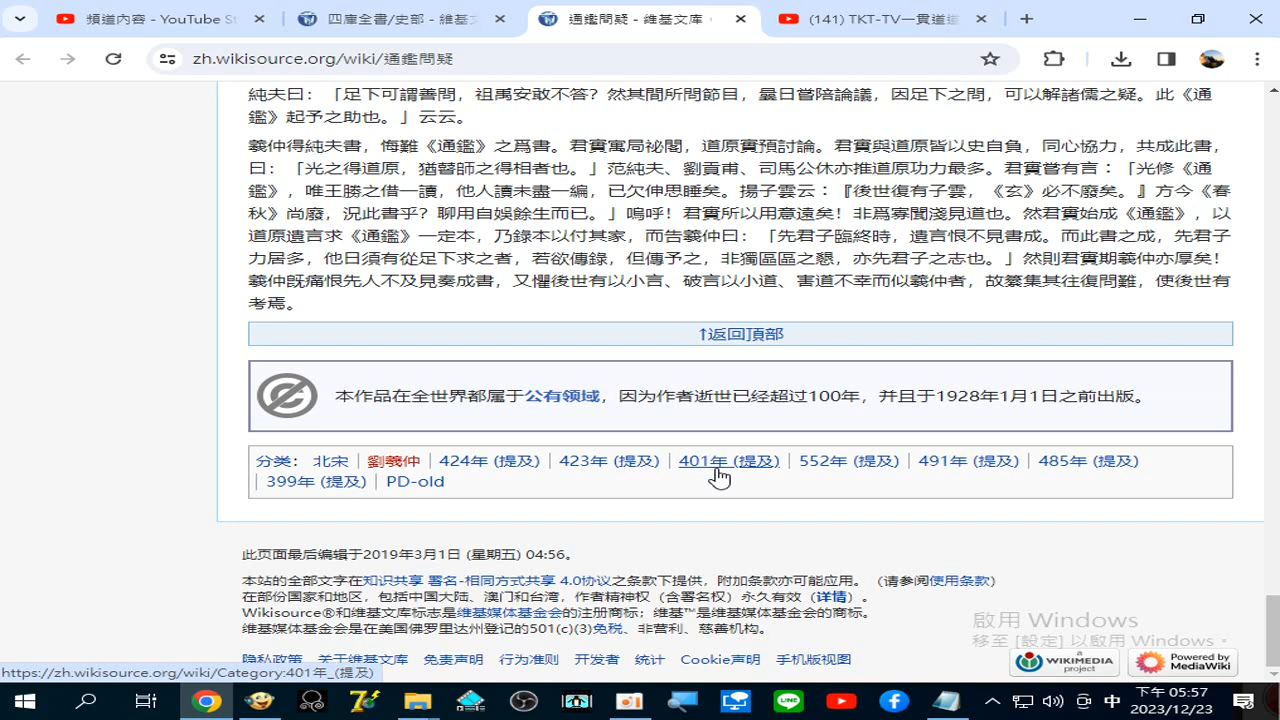 頻道內容 - YouTube St
四庫全書/史部 - 維基文
通鑑問疑 - 維基文库
(141) TKT-TV一貫道道
zh.wikisource.org/wiki/通鑑問疑
純夫曰：「足下可謂善問，祖禹安敢不答？然其間所問節目，曩日嘗陪論議，因足下之問，可以解諸儒之疑。此《通
鑑》起予之助也。」云云。
羲仲得純夫書，悔難《通鑑》之爲書。君實寓局祕閣，道原實預討論。君實與道原皆以史自負，同心協力，共成此書，
曰：「光之得道原，猶瞽師之得相者也。」范純夫、劉貢甫、司馬公休亦推道原功力最多。君實嘗有言：「光修《通
鑑》，唯王勝之借一讀，他人讀未盡一編，已欠伸思睡矣。揚子雲云：『後世復有子雲，《玄》必不廢矣。』方今《春
秋》尚廢，況此書乎？聊用自娛餘生而已。」嗚呼！君實所以用意遠矣！非爲寡聞淺見道也。然君實始成《通鑑》，以
道原遺言求《通鑑》一定本，乃錄本以付其家，而告羲仲曰：「先君子臨終時，遺言恨不見書成。而此書之成，先君子
力居多，他日須有從足下求之者，若欲傳錄，但傳予之，非獨區區之懇，亦先君子之志也。」然則君實期羲仲亦厚矣！
羲仲旣痛恨先人不及見奏成書，又懼後世有以小言、破言以小道、害道不幸而似羲仲者，故纂集其往復問難，使後世有
考焉。
↑返回頂部
本作品在全世界都属于公有领域，因为作者逝世已经超过100年，并且于1928年1月1日之前出版。
分类： 北宋 | 劉羲仲 | 424年 (提及) | 423年 (提及) | 401年 (提及) | 552年 (提及) | 491年 (提及) | 485年 (提及)
| 399年 (提及) | PD-old
此页面最后编辑于2019年3月1日 (星期五) 04:56。
本站的全部文字在知识共享 署名-相同方式共享 4.0协议之条款下提供，附加条款亦可能应用。 （请参阅使用条款）
在部份国家和地区，包括中国大陆、澳门和台湾，作者精神权（含署名权）永久有效（详情）。
Wikisource®和维基文库标志是维基媒体基金会的注册商标；维基™是维基媒体基金会的商标。
维基媒体基金会是在美国佛罗里达州登记的501(c)(3)免税、非营利、慈善机构。
啟用 Windows
移至 [設定] 以啟用 Windows。
隐私政策 关于维基文库 免责声明 行为准则 开发者 统计 Cookie声明 手机版视图
a WIKIMEDIA project
Powered by MediaWiki
https://zh.wikisource.org/wiki/Category:401年_(提及)
LINE
中
下午 05:57
2023/12/23